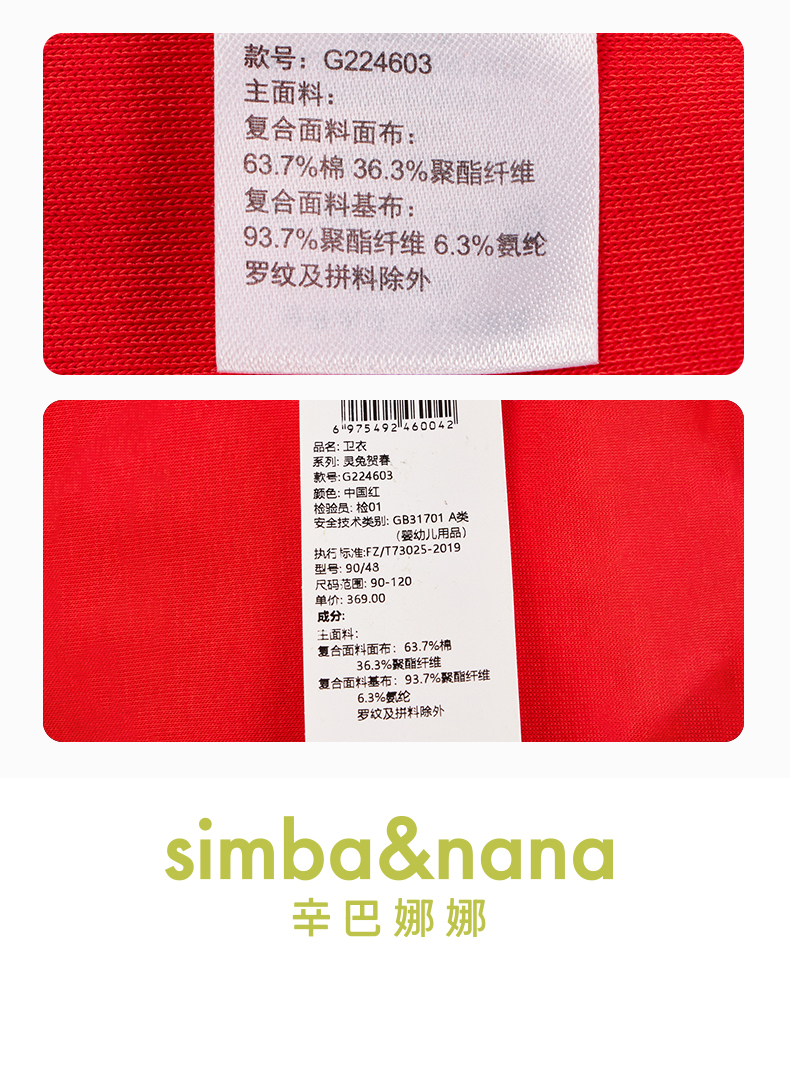 款号：G224603
主面料：
复合面料面布：
63.7%棉 36.3%聚酯纤维
复合面料基布：
93.7%聚酯纤维 6.3%氨纶
罗纹及拼料除外
6 975492 460042
品名: 卫衣
系列: 灵兔贺春
款号:G224603
颜色: 中国红
检验员: 检01
安全技术类别: GB31701 A类
（婴幼儿用品）
执行标准:FZ/T73025-2019
型号: 90/48
尺码范围: 90-120
单价: 369.00
成分:
主面料：
复合面料面布：63.7%棉
36.3%聚酯纤维
复合面料基布：93.7%聚酯纤维
6.3%氨纶
罗纹及拼料除外
simba&nana
辛巴娜娜